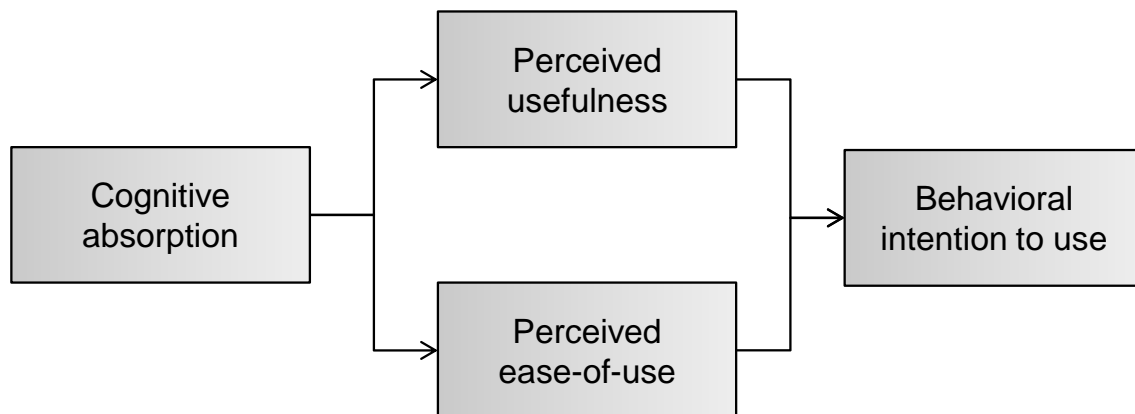 Perceived
usefulness
Cognitive
absorption
Behavioral
intention to use
Perceived
ease-of-use